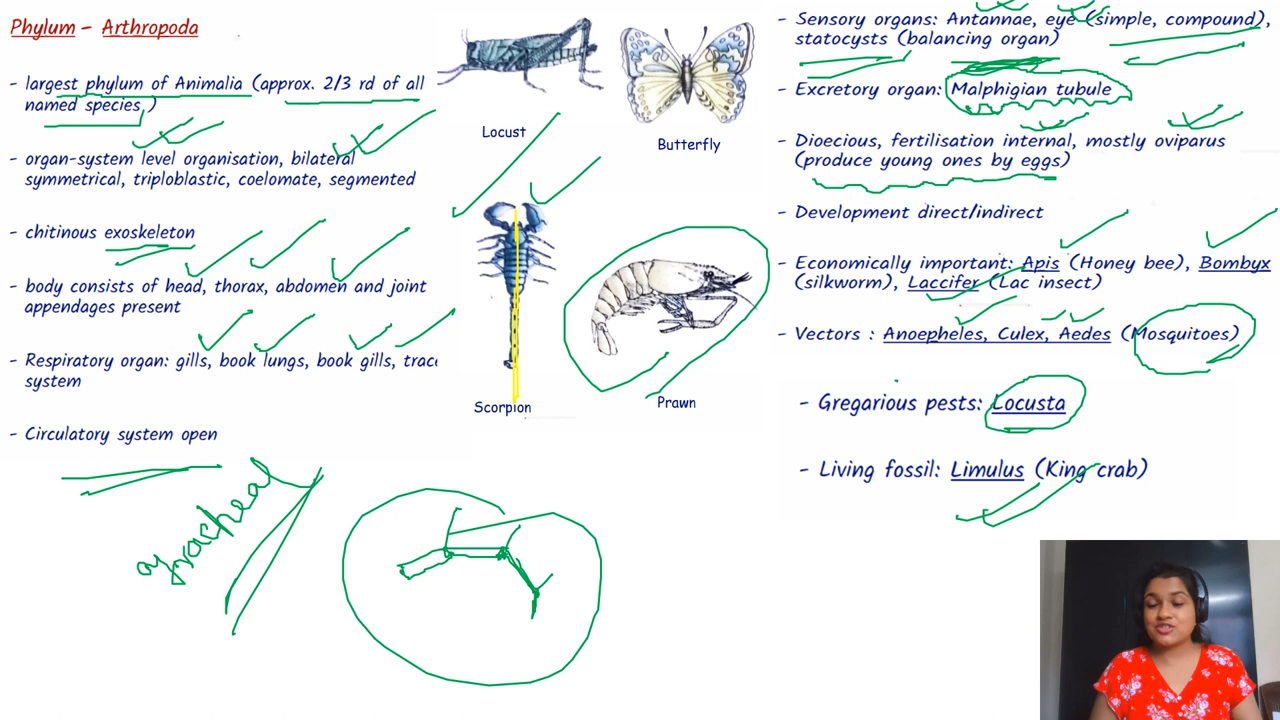 Phylum – Arthropoda
- largest phylum of Animalia (approx. 2/3 rd of all
named species )
- organ-system level organisation, bilateral
symmetrical, triploblastic, coelomate, segmented
- chitinous exoskeleton
- body consists of head, thorax, abdomen and joint
appendages present
- Respiratory organ: gills, book lungs, book gills, trace
system
- Circulatory system open
Locust
Butterfly
Scorpion
Prawn
- Sensory organs: Antannae, eye (simple, compound),
statocysts (balancing organ)
- Excretory organ: Malphigian tubule
- Dioecious, fertilisation internal, mostly oviparus
(produce young ones by eggs)
- Development direct/indirect
- Economically important: Apis (Honey bee), Bombyx
(silkworm), Laccifer (Lac insect)
- Vectors : Anoepheles, Culex, Aedes (Mosquitoes)
- Gregarious pests: Locusta
- Living fossil: Limulus (King crab)